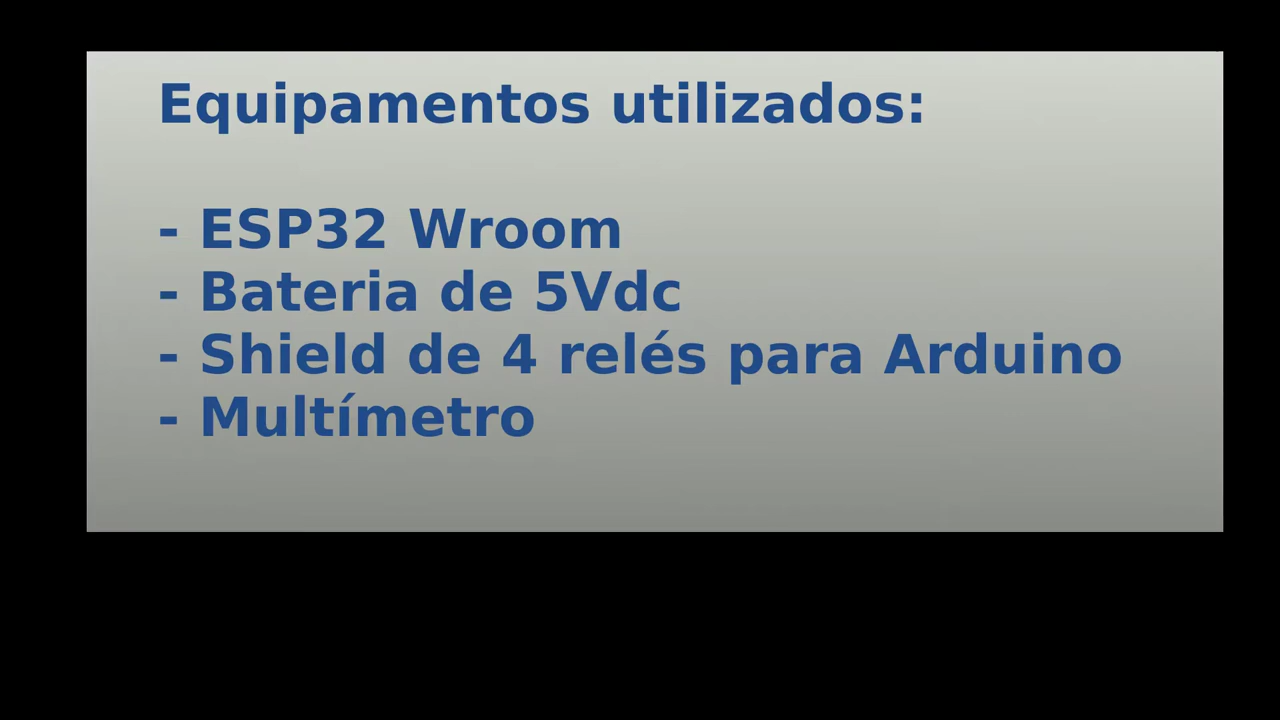 Equipamentos utilizados:
- ESP32 Wroom
- Bateria de 5Vdc
- Shield de 4 relés para Arduino
- Multímetro